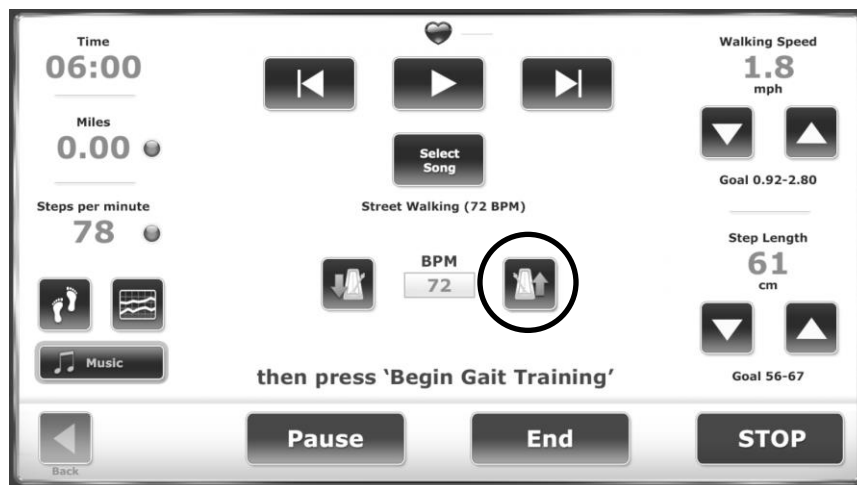 Time
06:00
Miles
0.00
Steps per minute
78
Music
Select
Song
Street Walking (72 BPM)
BPM
72
then press ‘Begin Gait Training’
Walking Speed
1.8
mph
Goal 0.92-2.80
Step Length
61
cm
Goal 56-67
Back
Pause
End
STOP